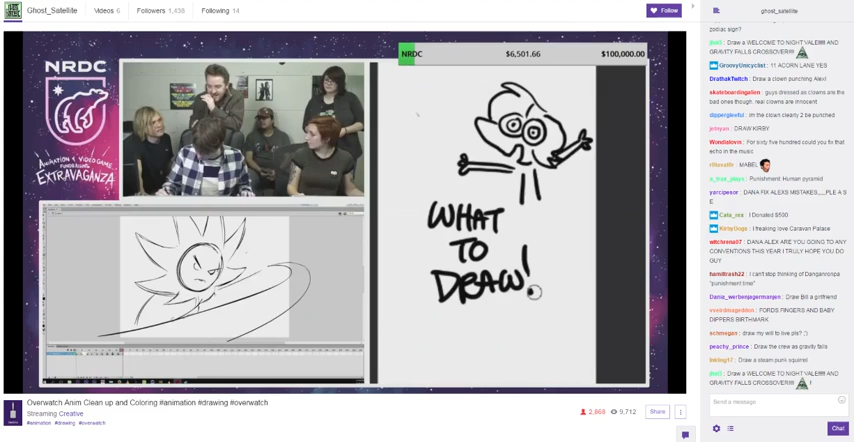 Ghost_Satellite
Videos 6
Followers 1,438
Following 14
Follow
ghost_satellite
NRDC
ANIMATION & VIDEO GAME
FUNDRAISING
EXTRAVAGANZA
NRDC $6,501.66 $100,000.00
WHAT
TO
DRAW!
zodiac sign?
: Draw a WELCOME TO NIGHT VALE!!!!! AND
GRAVITY FALLS CROSSOVER!!!!
GroovyUnicyclist : !!! ACORN LANE YES
DrathakTwitch : Draw a clown punching Alex!
skateboardingalien : guys dressed as clowns are the
bad ones though. real clowns are innocent
dippergleeful : im the clown clearly 2 be punched
: DRAW KIRBY
Wondlalovin : For sixty five hundred could you fix that
echo in the music
: MABEL
: Punishment: Human pyramid
yarcipesor : DANA FIX ALEXS MISTAKES,,,,,PLE A S
E
Cata_rea : I Donated $500
KirbyOogs : I freaking love Caravan Palace
witchrena07 : DANA ALEX ARE YOU GOING TO ANY
CONVENTIONS THIS YEAR I TRULY HOPE YOU DO
GUY
hamiltrash22 : I can't stop thinking of Danganronpa
"punishment time"
Dania_werbenjagermanjen : Draw Bill a girlfriend
: FORDS FINGERS AND BABY
DIPPERS BIRTHMARK
schmegan : draw my will to live pls? ;')
peachy_prince : Draw the crew as gravity falls
inkling17 : Draw a steam punk squirrel
: Draw a WELCOME TO NIGHT VALE!!!!! AND
GRAVITY FALLS CROSSOVER!!!!
Send a message
Chat
Overwatch Anim Clean up and Coloring #animation #drawing #overwatch
Streaming Creative
#animation #drawing #overwatch
2,868
9,712
Share